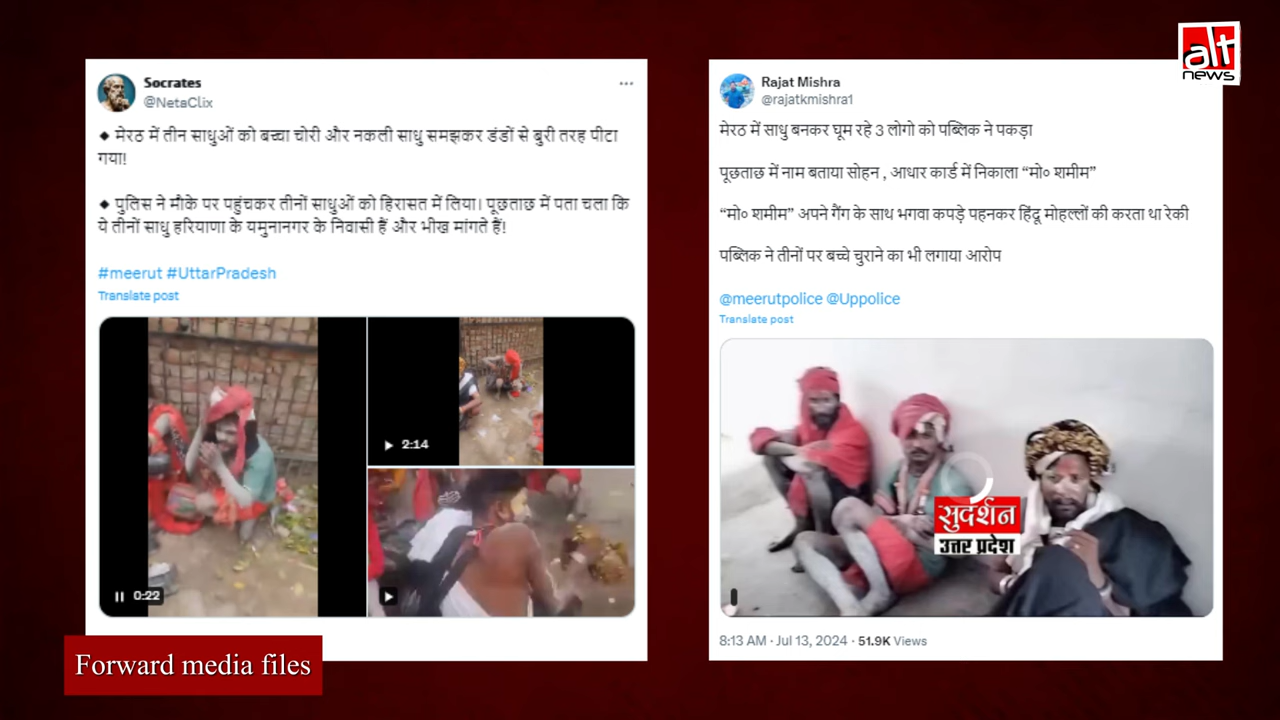 alt
news
Socrates
@NetaClix
◆ मेरठ में तीन साधुओं को बच्चा चोरी और नकली साधु समझकर डंडों से बुरी तरह पीटा
गया!
◆ पुलिस ने मौके पर पहुंचकर तीनों साधुओं को हिरासत में लिया। पूछताछ में पता चला कि
ये तीनों साधु हरियाणा के यमुनानगर के निवासी हैं और भीख मांगते हैं!
#meerut #UttarPradesh
Translate post
2:14
0:22
Rajat Mishra
@rajatkmishra1
मेरठ में साधु बनकर घूम रहे 3 लोगो को पब्लिक ने पकड़ा
पूछताछ में नाम बताया सोहन , आधार कार्ड में निकाला “मो० शमीम”
“मो० शमीम” अपने गैंग के साथ भगवा कपड़े पहनकर हिंदू मोहल्लों की करता था रेकी
पब्लिक ने तीनों पर बच्चे चुराने का भी लगाया आरोप
@meerutpolice @Uppolice
Translate post
सुदर्शन
उत्तर प्रदेश
8:13 AM · Jul 13, 2024 · 51.9K Views
Forward media files